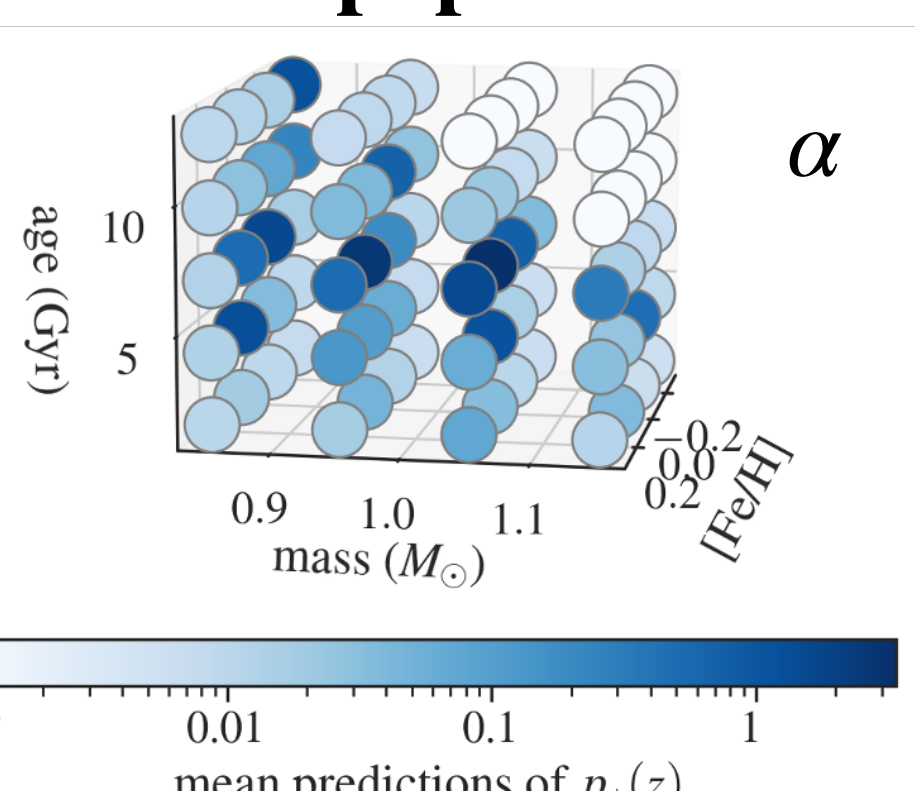 α
age (Gyr)
10
5
−0.2
0.0
0.2
[Fe/H]
0.9 1.0 1.1
mass (M☉)
0.01 0.1 1
mean predictions of